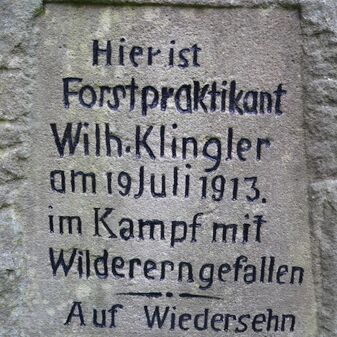 Hier ist
Forstpraktikant
Wilh. Klingler
am 19 Juli 1913.
im Kampf mit
Wilderern gefallen
Auf Wiedersehn